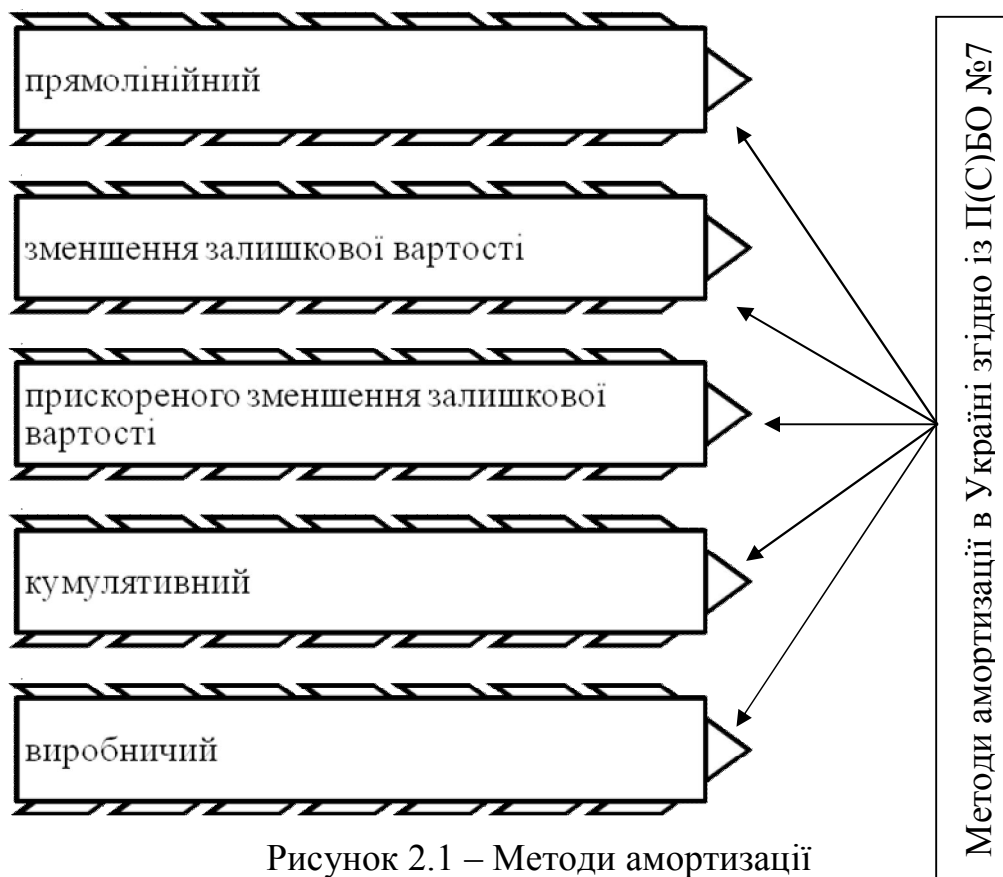 прямолінійний
зменшення залишкової вартості
прискореного зменшення залишкової
вартості
кумулятивний
виробничий
Методи амортизації в Україні згідно із П(С)БО №7
Рисунок 2.1 – Методи амортизації